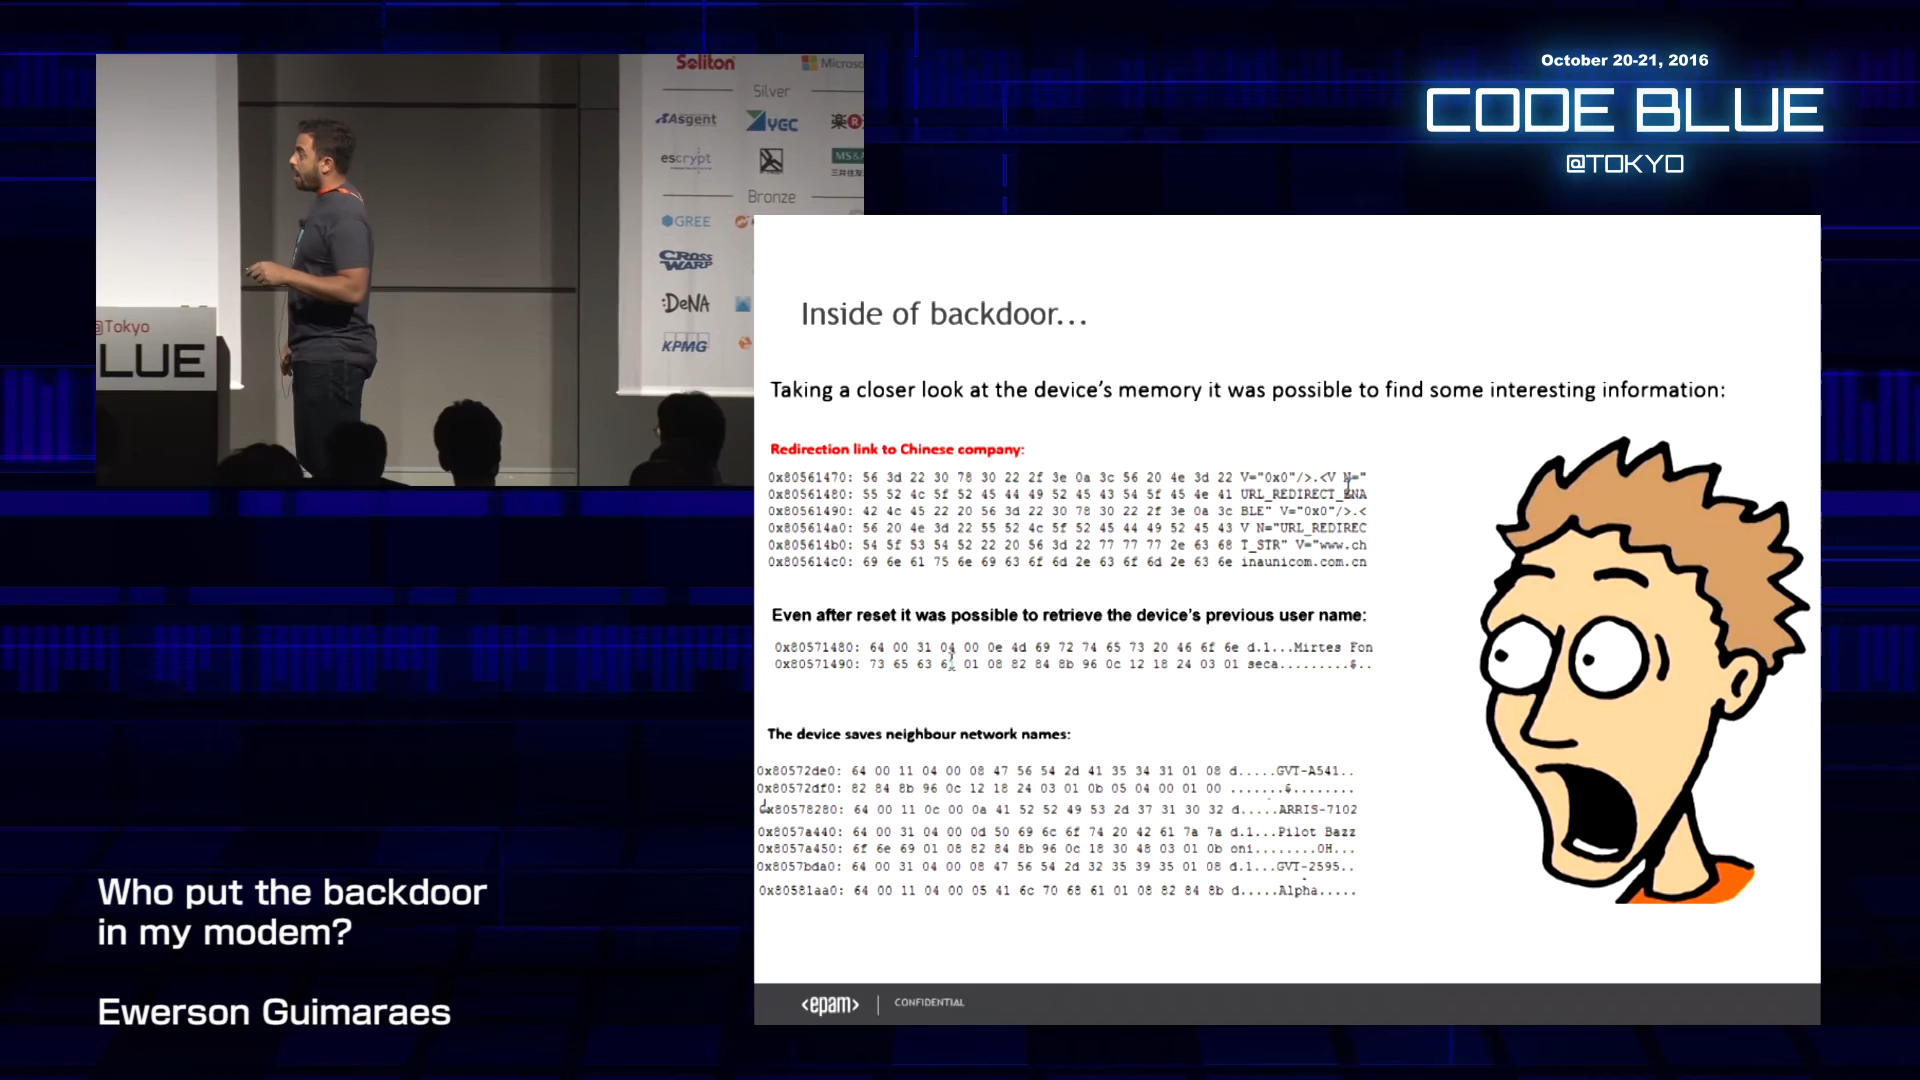 October 20-21, 2016
CODE BLUE
@TOKYO
Soliton
Silver
Asgent
YGC
escrypt
MS&A
Bronze
GREE
CROSS WARP
:DeNA
KPMG
@Tokyo
LUE
Inside of backdoor...
Taking a closer look at the device's memory it was possible to find some interesting information:
Redirection link to Chinese company:
0x80561470: 56 3d 22 30 78 30 22 2f 3e 0a 3c 56 20 4e 3d 22 V="0x0"/>.<V N="
0x80561480: 55 52 4c 5f 52 45 44 49 52 45 43 54 5f 45 4e 41 URL_REDIRECT_ENA
0x80561490: 42 4c 45 22 20 56 3d 22 30 78 30 22 2f 3e 0a 3c BLE" V="0x0"/>.<
0x805614a0: 56 20 4e 3d 22 55 52 4c 5f 52 45 44 49 52 45 43 V N="URL_REDIREC
0x805614b0: 54 5f 53 54 52 22 20 56 3d 22 77 77 77 2e 63 68 T_STR" V="www.ch
0x805614c0: 69 6e 61 75 6e 69 63 6f 6d 2e 63 6f 6d 2e 63 6e inaunicom.com.cn
Even after reset it was possible to retrieve the device's previous user name:
0x80571480: 64 00 31 04 00 0e 4d 69 72 74 65 73 20 46 6f 6e d.1...Mirtes Fon
0x80571490: 73 65 63 61 01 08 82 84 8b 96 0c 12 18 24 03 01 seca.........$..
The device saves neighbour network names:
0x80572de0: 64 00 11 04 00 08 47 56 54 2d 41 35 34 31 01 08 d.....GVT-A541..
0x80572df0: 82 84 8b 96 0c 12 18 24 03 01 0b 05 04 00 01 00 .......$........
0x80578280: 64 00 11 0c 00 0a 41 52 52 49 53 2d 37 31 30 32 d.....ARRIS-7102
0x8057a440: 64 00 31 04 00 0d 50 69 6c 6f 74 20 42 61 7a 7a d.1...Pilot Bazz
0x8057a450: 6f 6e 69 01 08 82 84 8b 96 0c 18 30 48 03 01 0b oni........0H...
0x8057bda0: 64 00 31 04 00 08 47 56 54 2d 32 35 39 35 01 08 d.1...GVT-2595..
0x80581aa0: 64 00 11 04 00 05 41 6c 70 68 61 01 08 82 84 8b d.....Alpha.....
<epam> | CONFIDENTIAL
Who put the backdoor
in my modem?
Ewerson Guimaraes